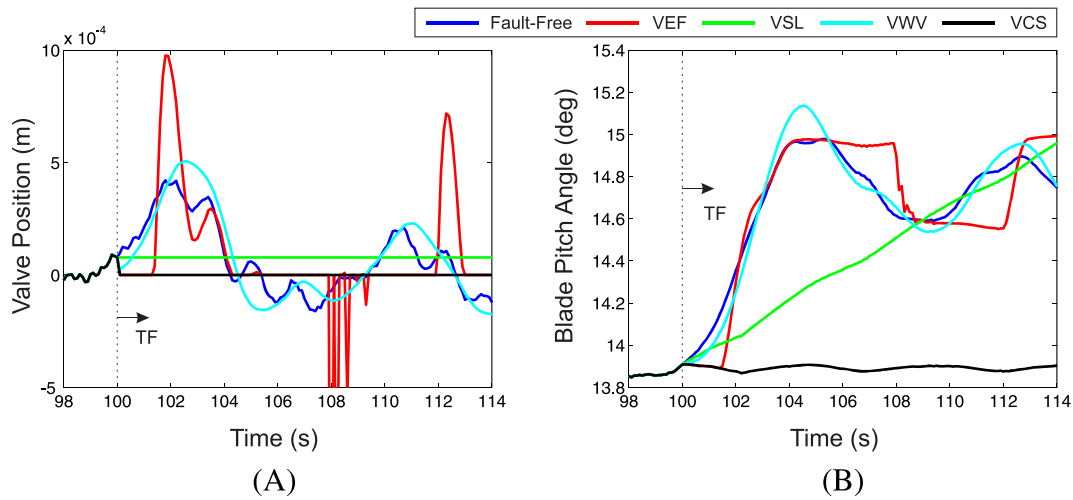 Fault-Free VEF VSL VWV VCS
x 10-4
10
5
0
-5
98 100 102 104 106 108 110 112 114
Valve Position (m)
Time (s)
TF
(A)
15.4
15.2
15
14.8
14.6
14.4
14.2
14
13.8
98 100 102 104 106 108 110 112 114
Blade Pitch Angle (deg)
Time (s)
TF
(B)